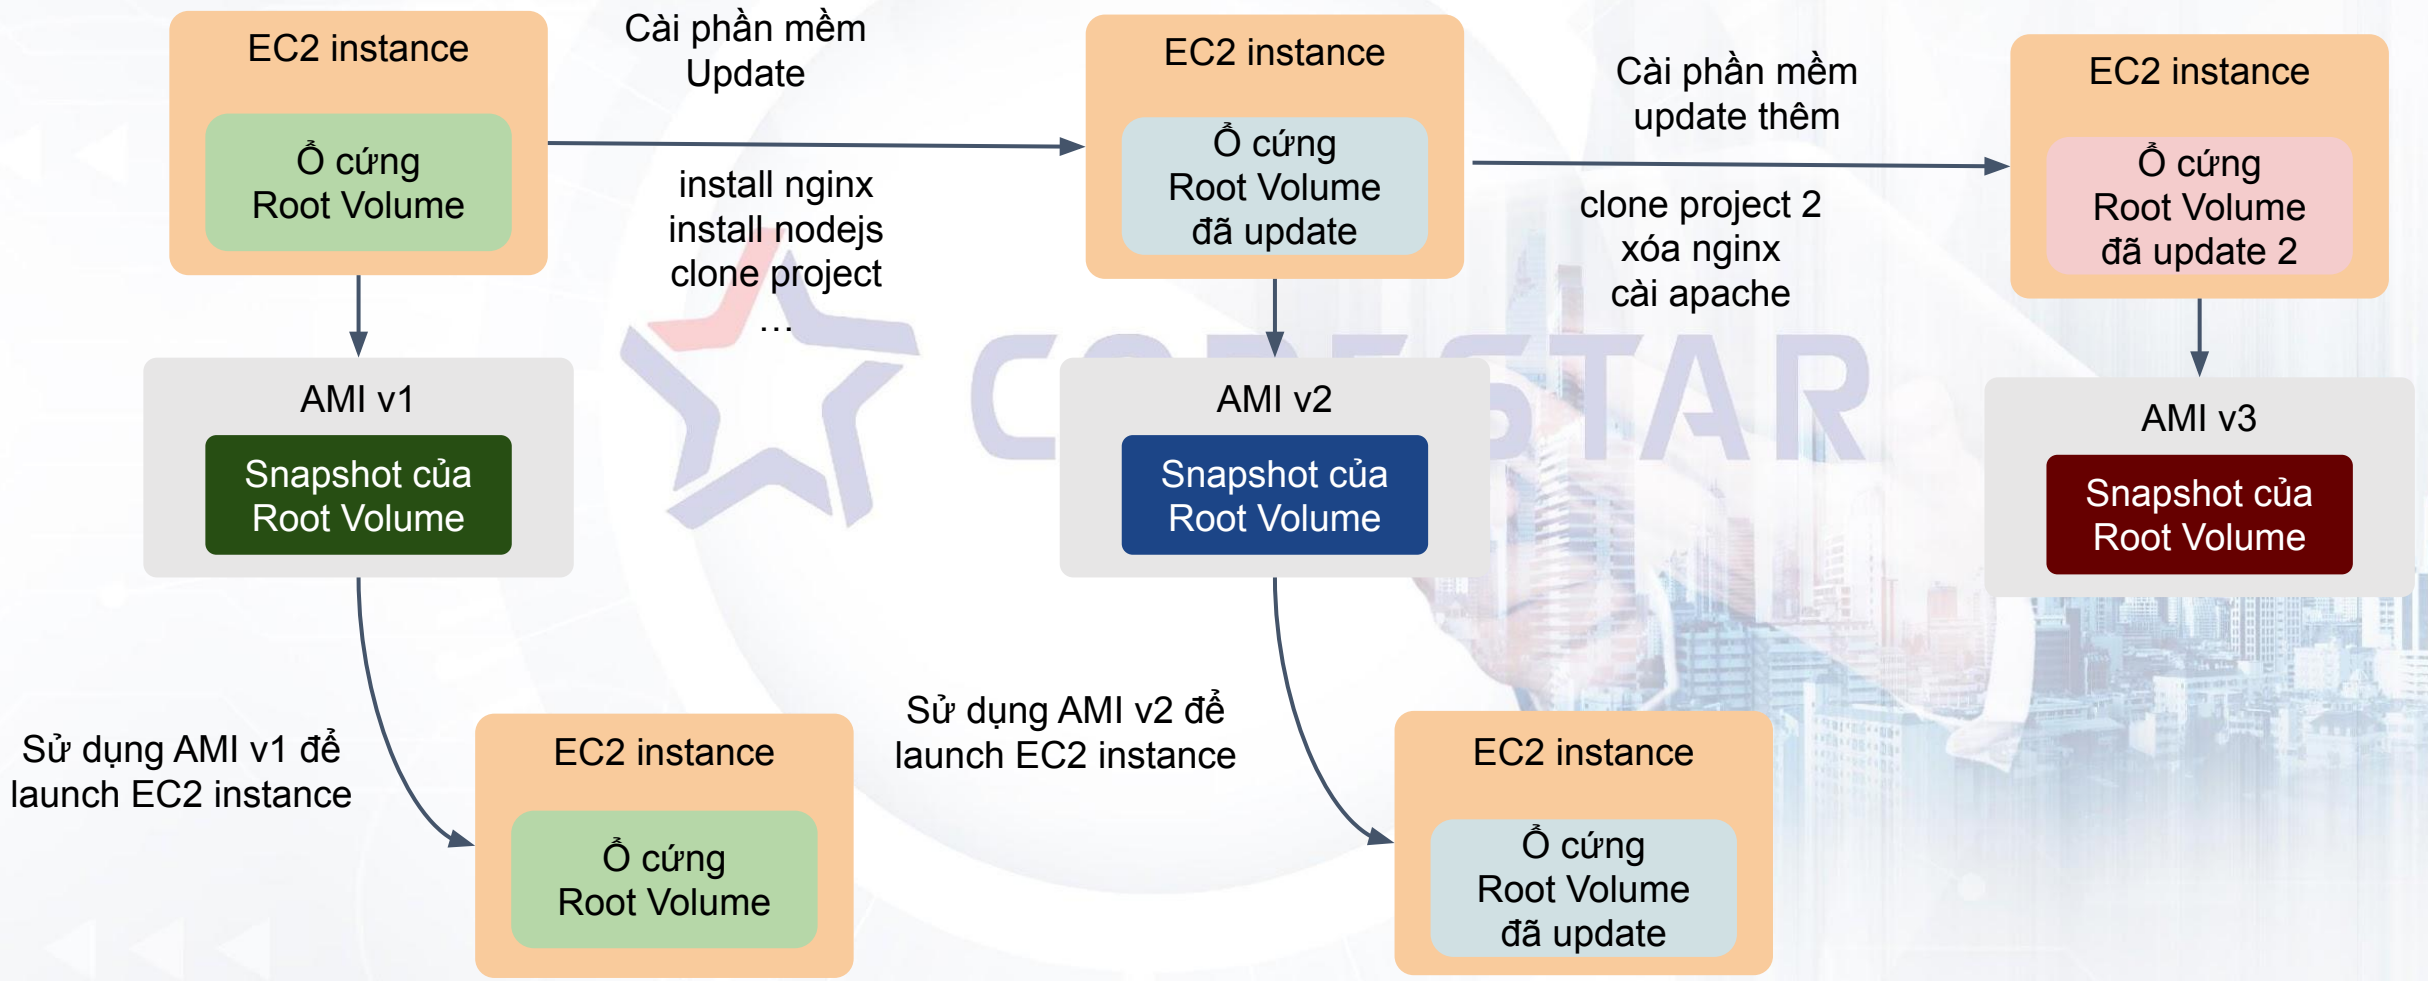 EC2 instance
Ổ cứng
Root Volume
Cài phần mềm
Update
install nginx
install nodejs
clone project
...
EC2 instance
Ổ cứng
Root Volume
đã update
Cài phần mềm
update thêm
clone project 2
xóa nginx
cài apache
EC2 instance
Ổ cứng
Root Volume
đã update 2
AMI v1
Snapshot của
Root Volume
AMI v2
Snapshot của
Root Volume
AMI v3
Snapshot của
Root Volume
CODESTAR
Sử dụng AMI v1 để
launch EC2 instance
EC2 instance
Ổ cứng
Root Volume
Sử dụng AMI v2 để
launch EC2 instance
EC2 instance
Ổ cứng
Root Volume
đã update